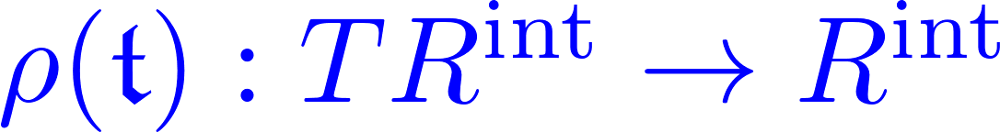 ρ(𝔱) : TR^int → R^int